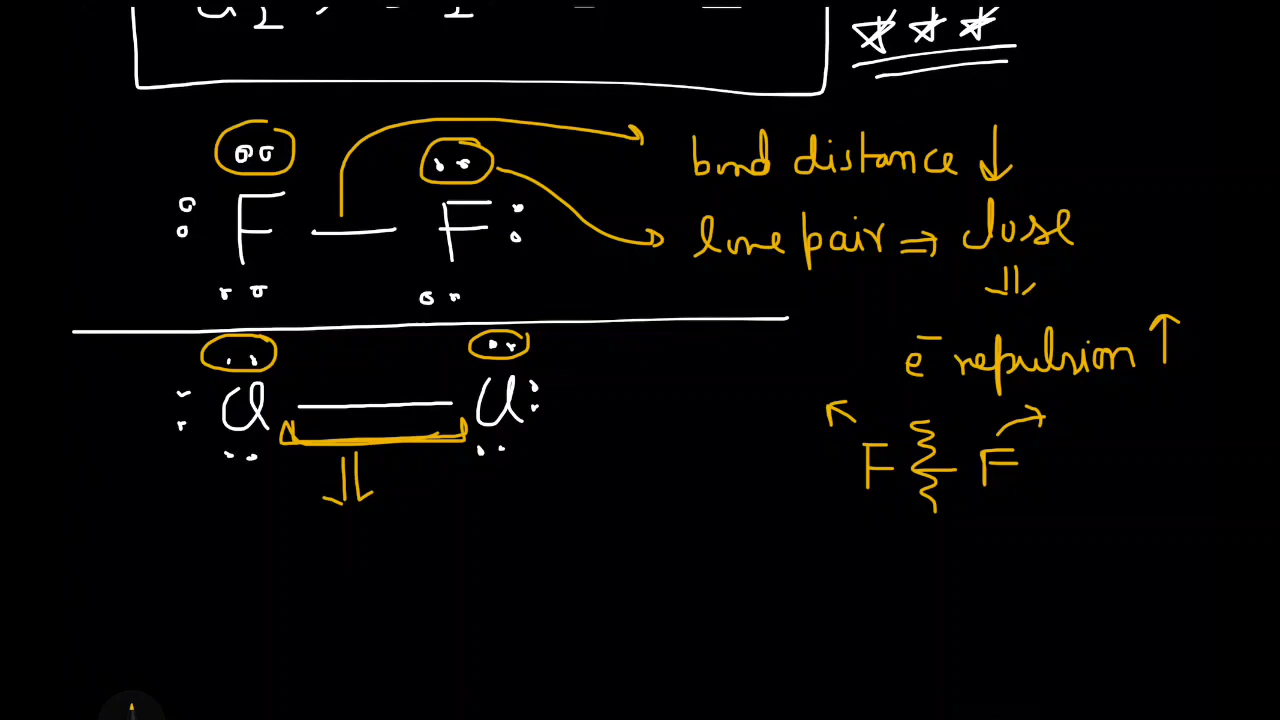 bond distance ↓
F — F
lone pair ⇒ close
⇓
e⁻ repulsion ↑
Cl — Cl
F F
⇓